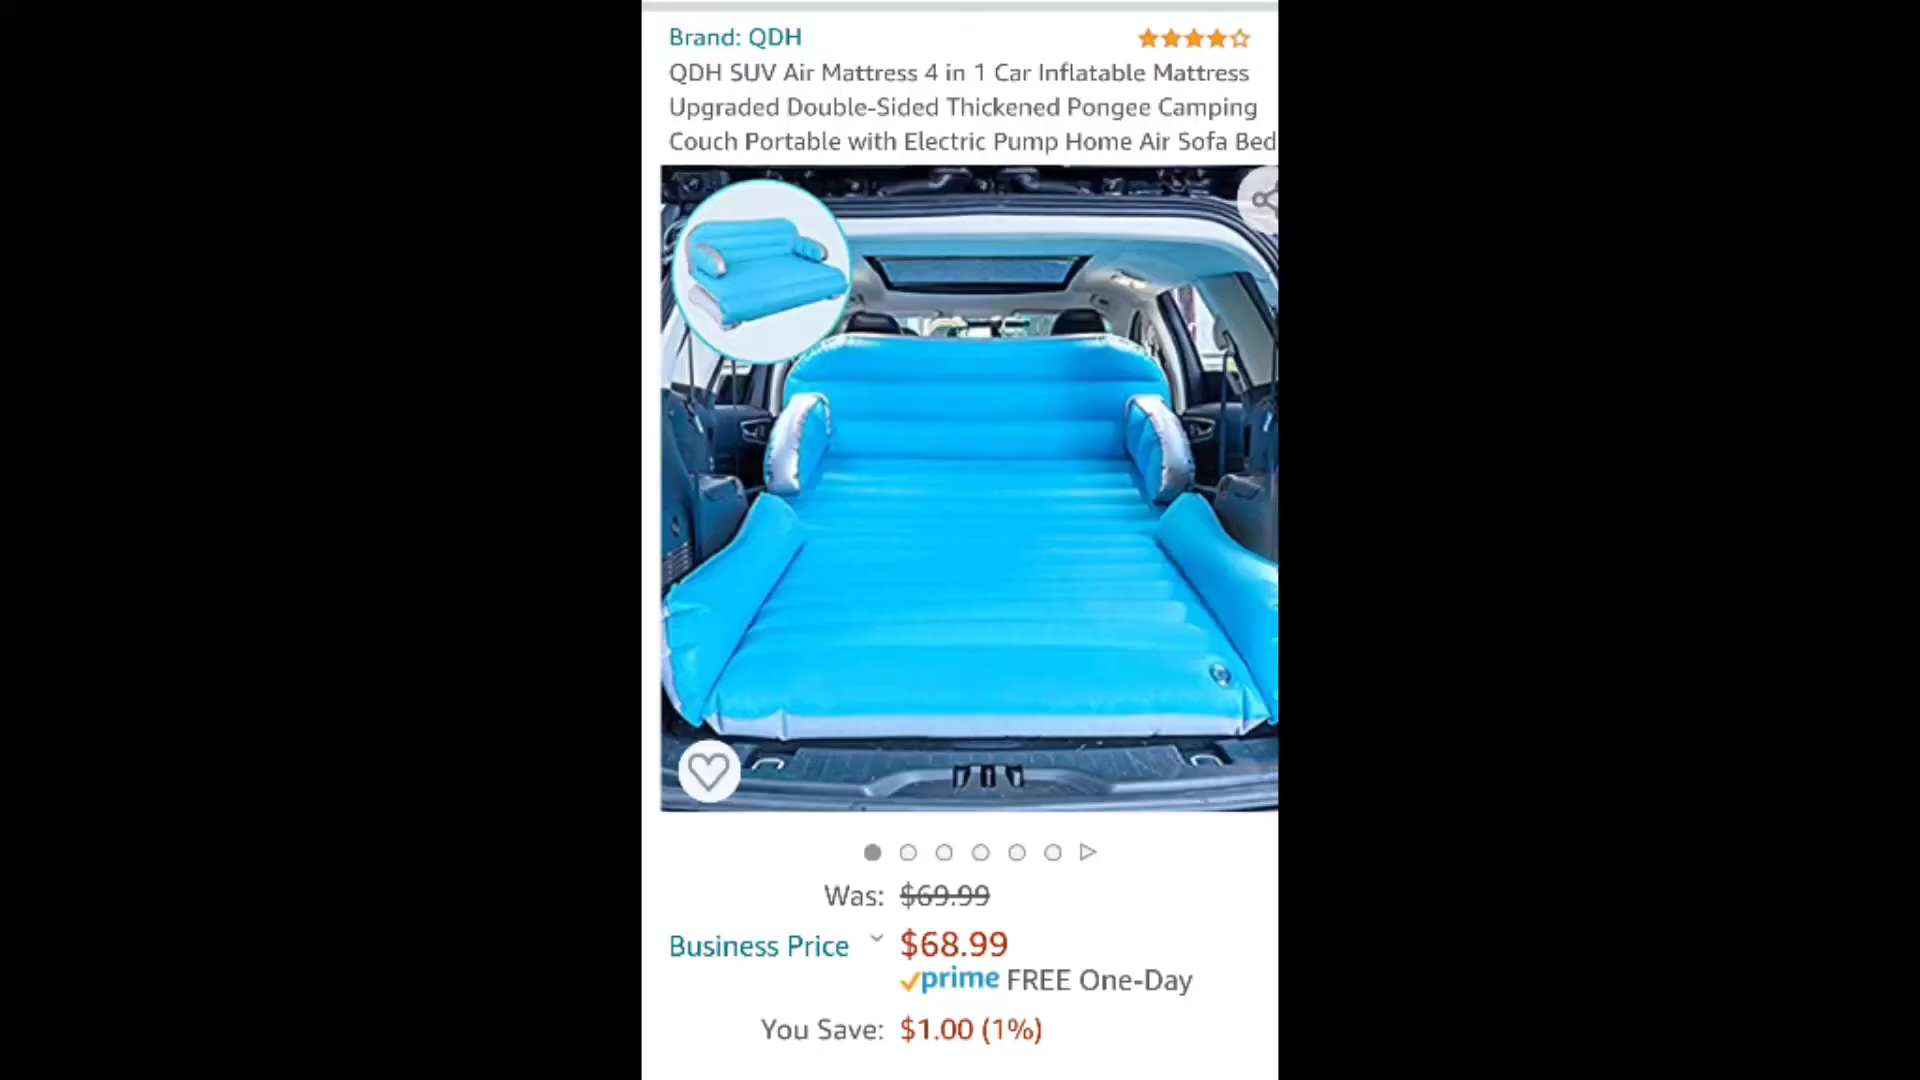 Brand: QDH
QDH SUV Air Mattress 4 in 1 Car Inflatable Mattress
Upgraded Double-Sided Thickened Pongee Camping
Couch Portable with Electric Pump Home Air Sofa Bed
Was: $69.99
Business Price $68.99
prime FREE One-Day
You Save: $1.00 (1%)